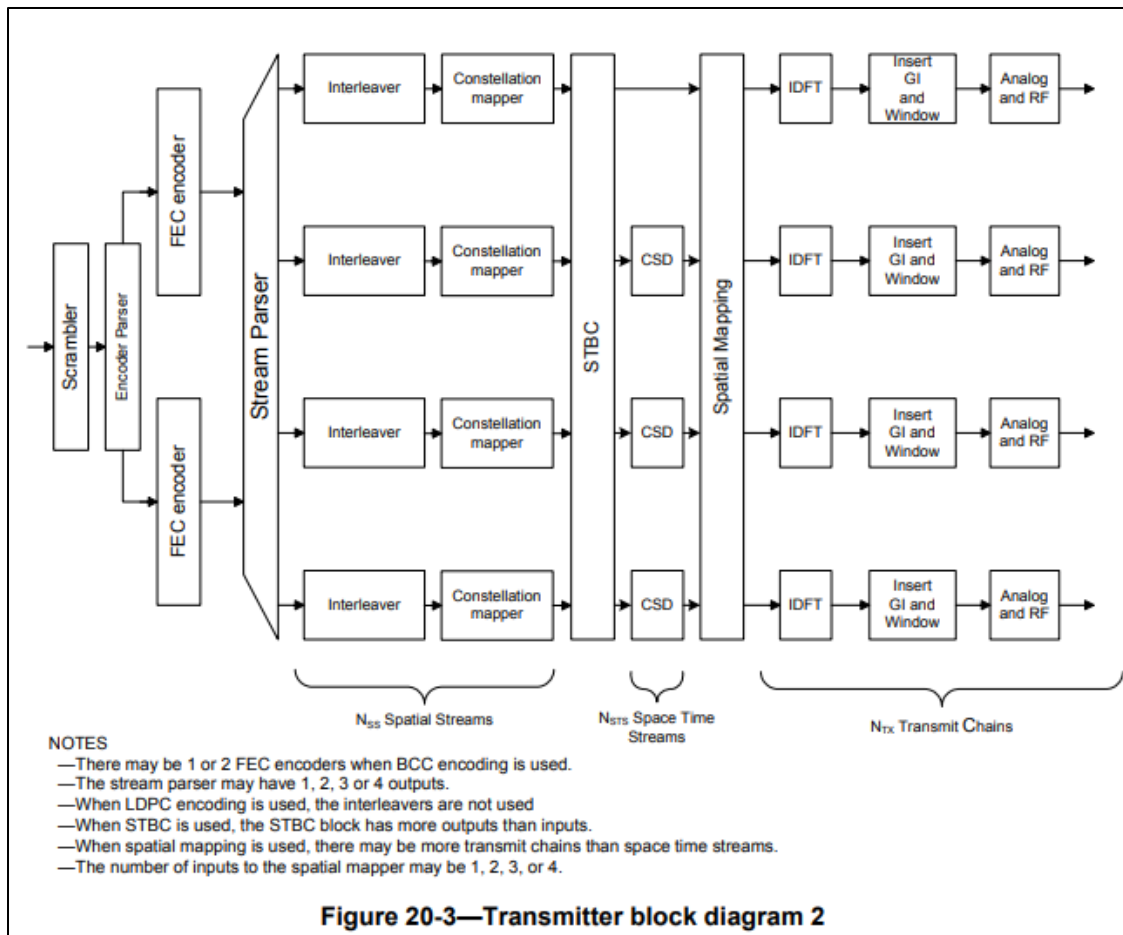 Scrambler
Encoder Parser
FEC encoder
FEC encoder
Stream Parser
Interleaver
Constellation
mapper
Interleaver
Constellation
mapper
Interleaver
Constellation
mapper
Interleaver
Constellation
mapper
STBC
CSD
CSD
CSD
Spatial Mapping
IDFT
Insert
GI
and
Window
Analog
and RF
IDFT
Insert
GI and
Window
Analog
and RF
IDFT
Insert
GI and
Window
Analog
and RF
IDFT
Insert
GI and
Window
Analog
and RF
NSS Spatial Streams
NSTS Space Time
Streams
NTX Transmit Chains
NOTES
—There may be 1 or 2 FEC encoders when BCC encoding is used.
—The stream parser may have 1, 2, 3 or 4 outputs.
—When LDPC encoding is used, the interleavers are not used
—When STBC is used, the STBC block has more outputs than inputs.
—When spatial mapping is used, there may be more transmit chains than space time streams.
—The number of inputs to the spatial mapper may be 1, 2, 3, or 4.
Figure 20-3—Transmitter block diagram 2